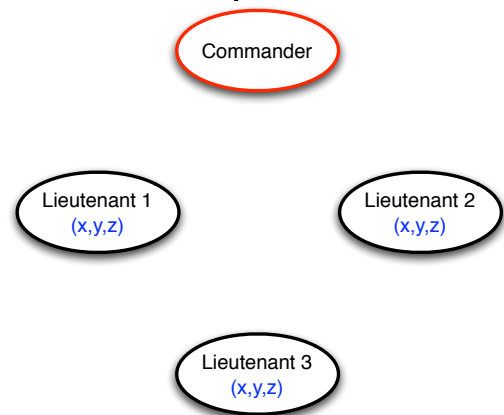 Commander
Lieutenant 1
(x,y,z)
Lieutenant 2
(x,y,z)
Lieutenant 3
(x,y,z)